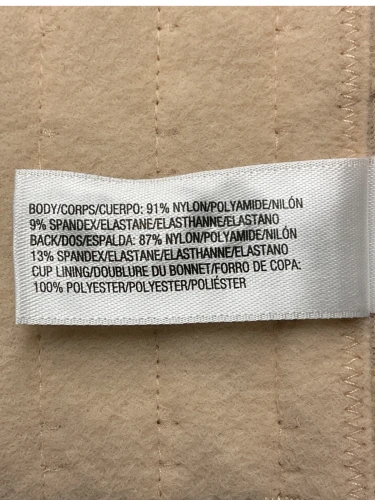 BODY/CORPS/CUERPO: 91% NYLON/POLYAMIDE/NILÓN
9% SPANDEX/ELASTANE/ELASTHANNE/ELASTANO
BACK/DOS/ESPALDA: 87% NYLON/POLYAMIDE/NILÓN
13% SPANDEX/ELASTANE/ELASTHANNE/ELASTANO
CUP LINING/DOUBLURE DU BONNET/FORRO DE COPA:
100% POLYESTER/POLYESTER/POLIÉSTER